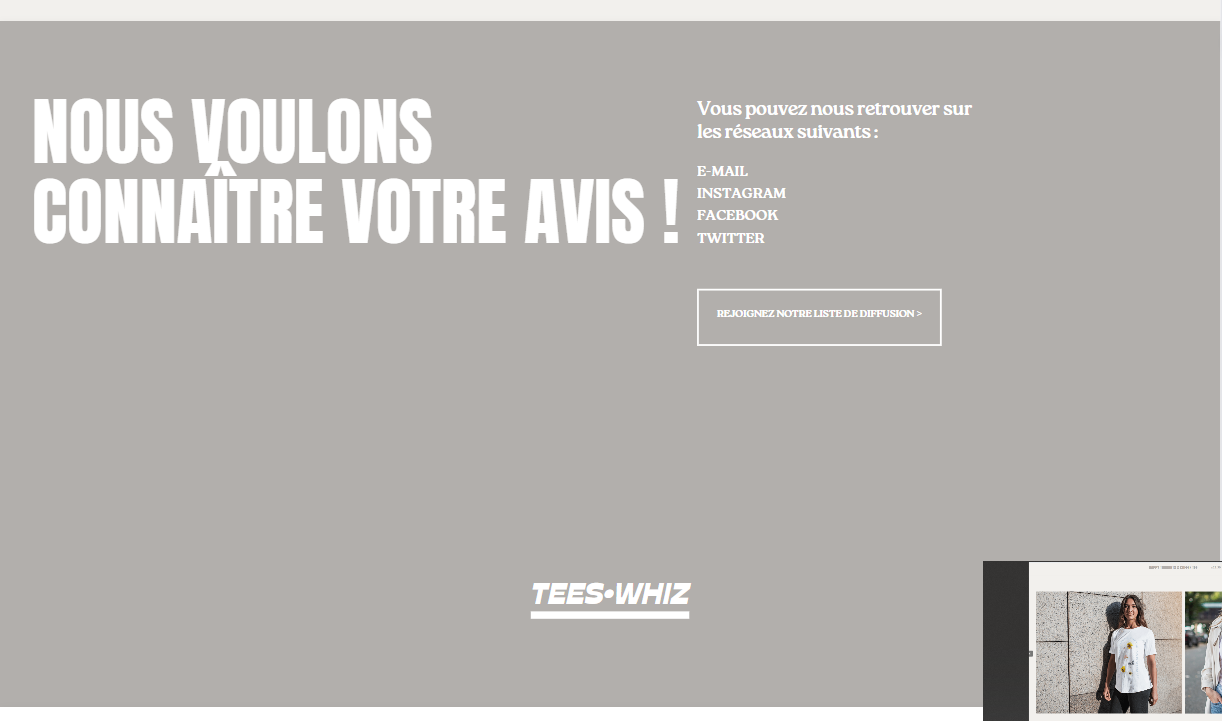 NOUS VOULONS
CONNAÎTRE VOTRE AVIS !
Vous pouvez nous retrouver sur
les réseaux suivants :
E-MAIL
INSTAGRAM
FACEBOOK
TWITTER
REJOIGNEZ NOTRE LISTE DE DIFFUSION >
TEES•WHIZ